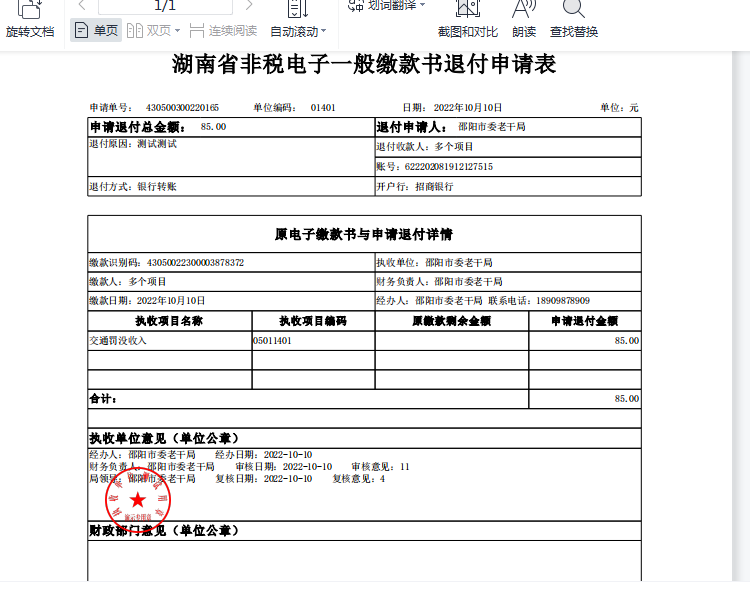 1/1
划词翻译
旋转文档
单页
双页
连续阅读
自动滚动
截图和对比
朗读
查找替换
湖南省非税电子一般缴款书退付申请表
申请单号： 430500300220165 单位编码： 01401 日期： 2022年10月10日 单位：元
申请退付总金额： 85.00 退付申请人： 邵阳市委老干局
退付原因：测试测试 退付收款人：多个项目
账号：622202081912127515
退付方式：银行转账 开户行：招商银行
原电子缴款书与申请退付详情
缴款识别码：43050022300003878372 执收单位：邵阳市委老干局
缴款人：多个项目 财务负责人：邵阳市委老干局
缴款日期：2022年10月10日 经办人：邵阳市委老干局 联系电话：18909878909
执收项目名称 执收项目编码 原缴款剩余金额 申请退付金额
交通罚没收入 05011401 85.00
合计： 85.00
执收单位意见（单位公章）
经办人：邵阳市委老干局 经办日期：2022-10-10
财务负责人：邵阳市委老干局 审核日期：2022-10-10 审核意见：11
局领导：邵阳市委老干局 复核日期：2022-10-10 复核意见：4
财政部门意见（单位公章）